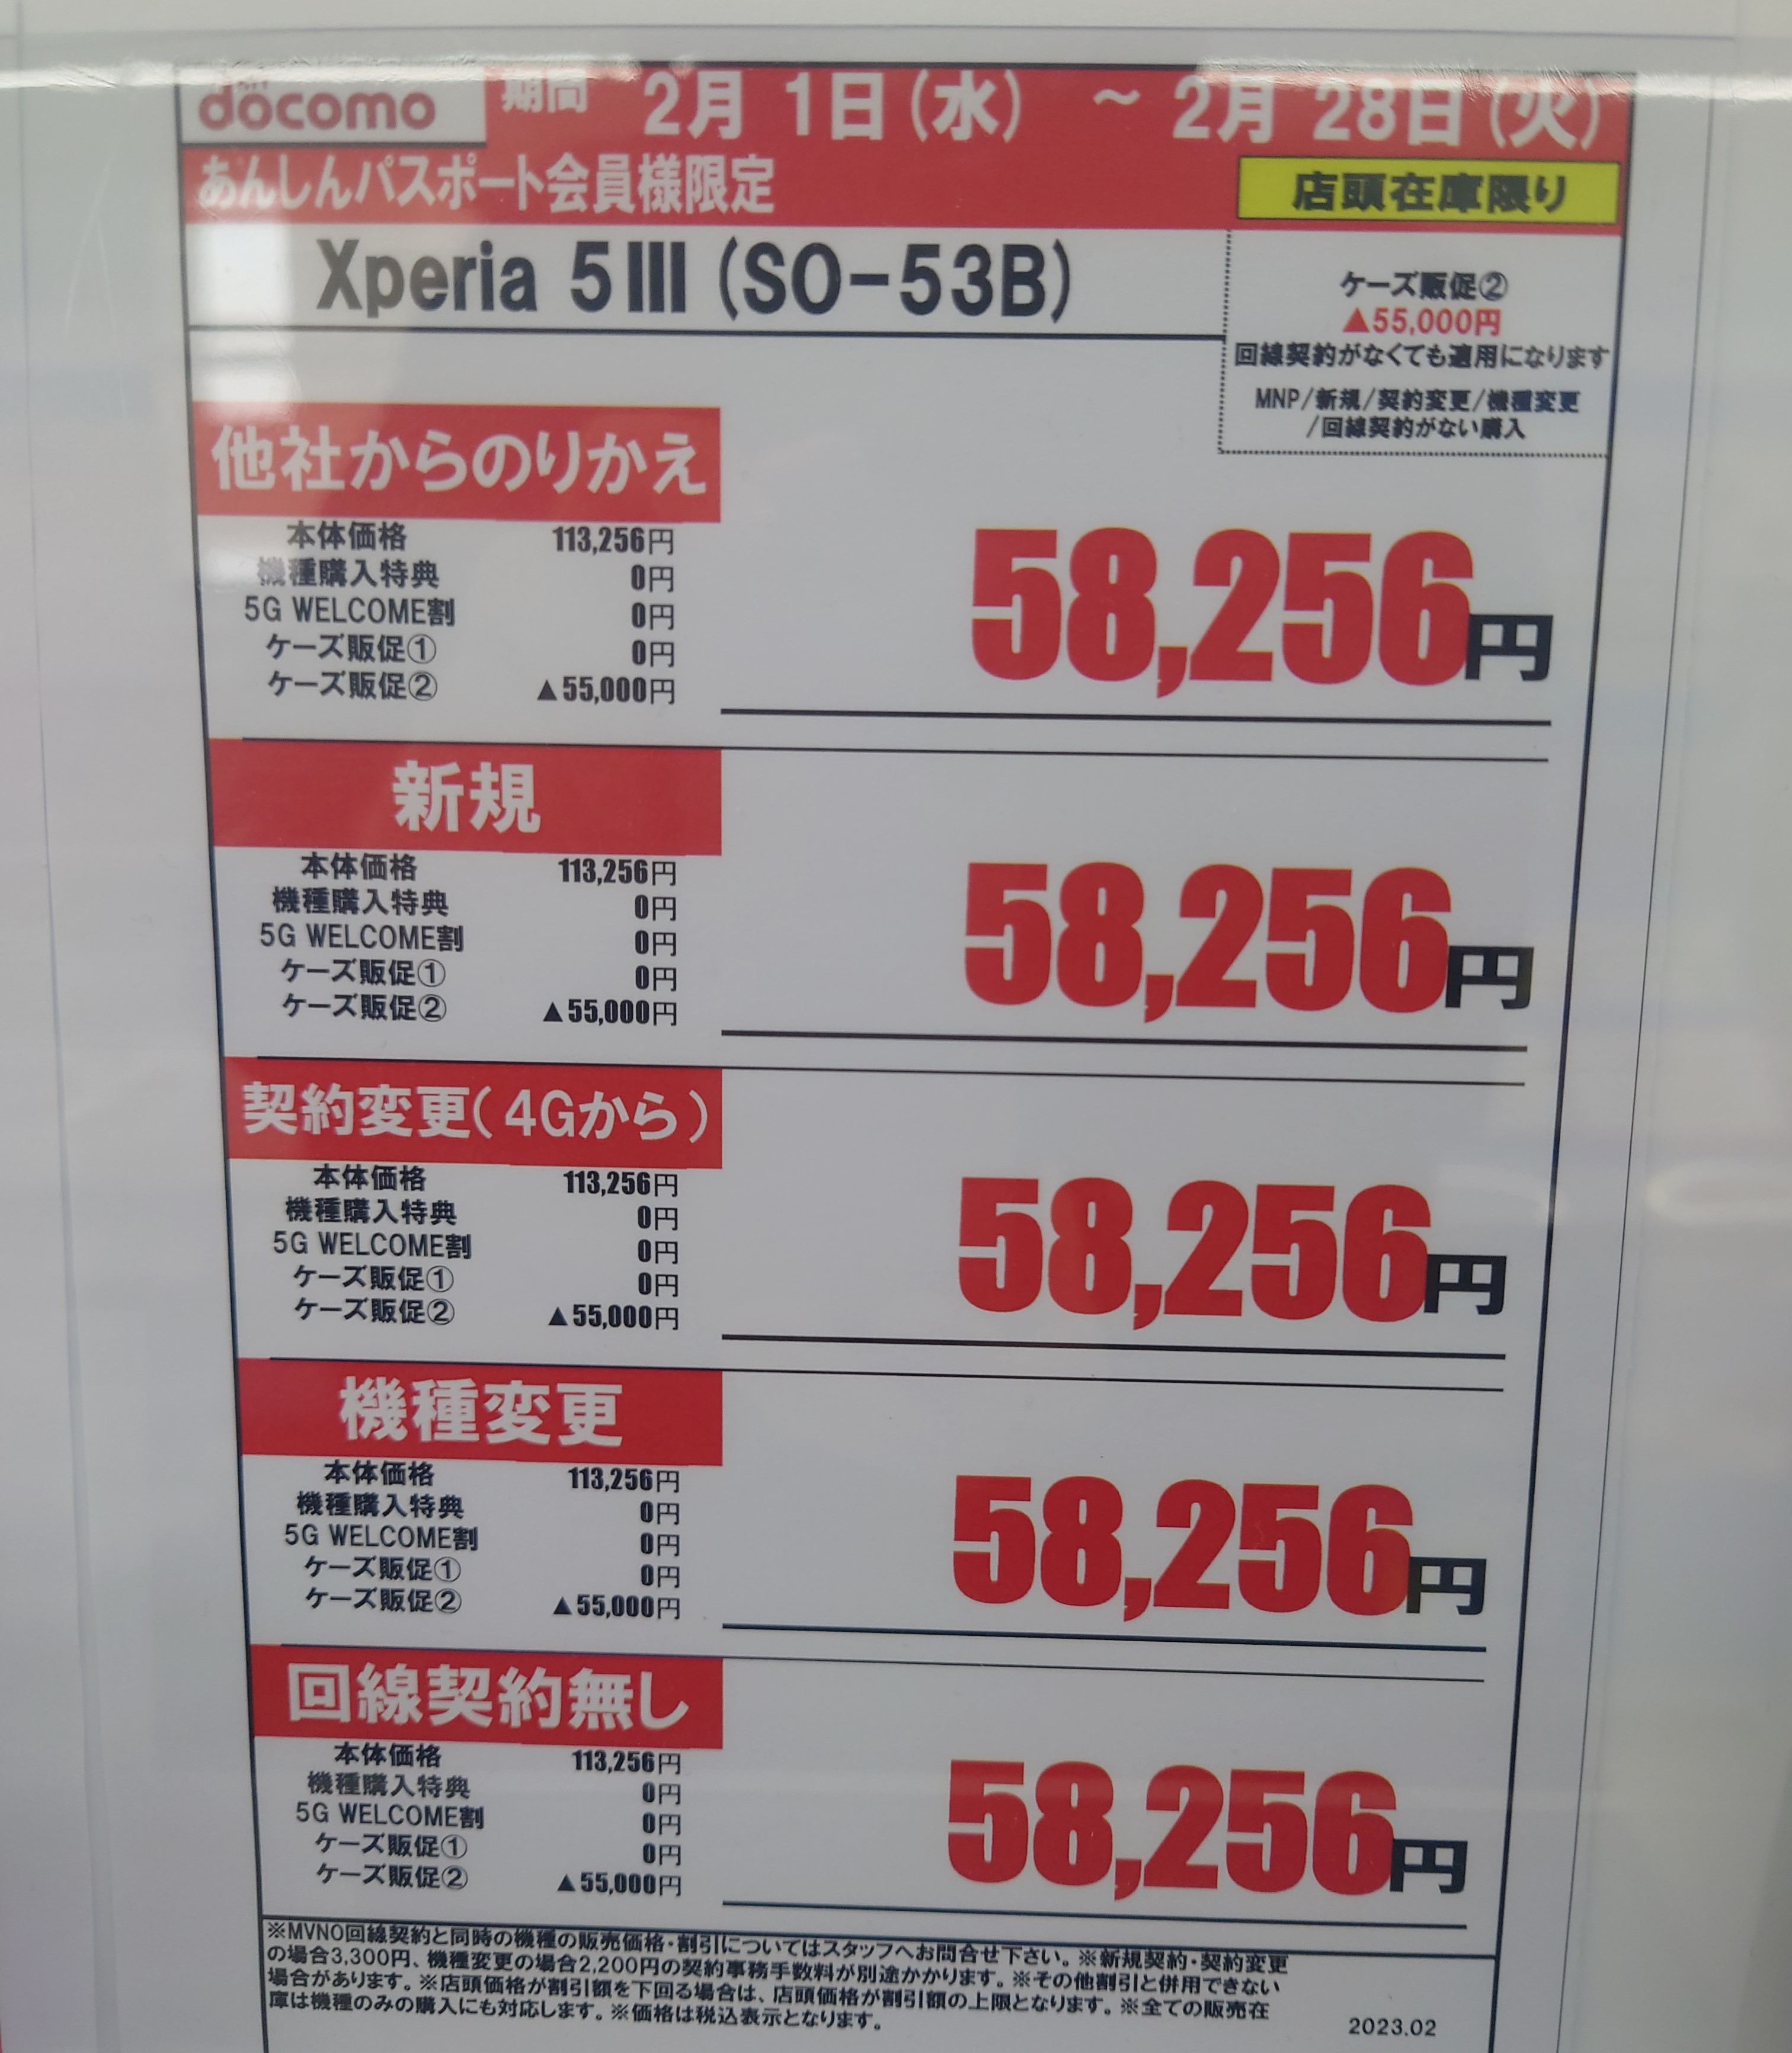 docomo
期間 2月 1日(水) ～ 2月 28日(火)
あんしんパスポート会員様限定
店頭在庫限り
Xperia 5Ⅲ(SO-53B)
ケーズ販促②
▲55,000円
回線契約がなくても適用になります
MNP/新規/契約変更/機種変更
/回線契約がない購入
他社からのりかえ
本体価格 113,256円
機種購入特典 0円
5G WELCOME割 0円
ケーズ販促① 0円
ケーズ販促② ▲55,000円
58,256円
新規
本体価格 113,256円
機種購入特典 0円
5G WELCOME割 0円
ケーズ販促① 0円
ケーズ販促② ▲55,000円
58,256円
契約変更(4Gから)
本体価格 113,256円
機種購入特典 0円
5G WELCOME割 0円
ケーズ販促① 0円
ケーズ販促② ▲55,000円
58,256円
機種変更
本体価格 113,256円
機種購入特典 0円
5G WELCOME割 0円
ケーズ販促① 0円
ケーズ販促② ▲55,000円
58,256円
回線契約無し
本体価格 113,256円
機種購入特典 0円
5G WELCOME割 0円
ケーズ販促① 0円
ケーズ販促② ▲55,000円
58,256円
※MVNO回線契約と同時の機種の販売価格・割引についてはスタッフへお問合せ下さい。※新規契約・契約変更
の場合3,300円、機種変更の場合2,200円の契約事務手数料が別途かかります。※その他割引と併用できない
場合があります。※店頭価格が割引額を下回る場合は、店頭価格が割引額の上限となります。※全ての販売在
庫は機種のみの購入にも対応します。※価格は税込表示となります。
2023.02